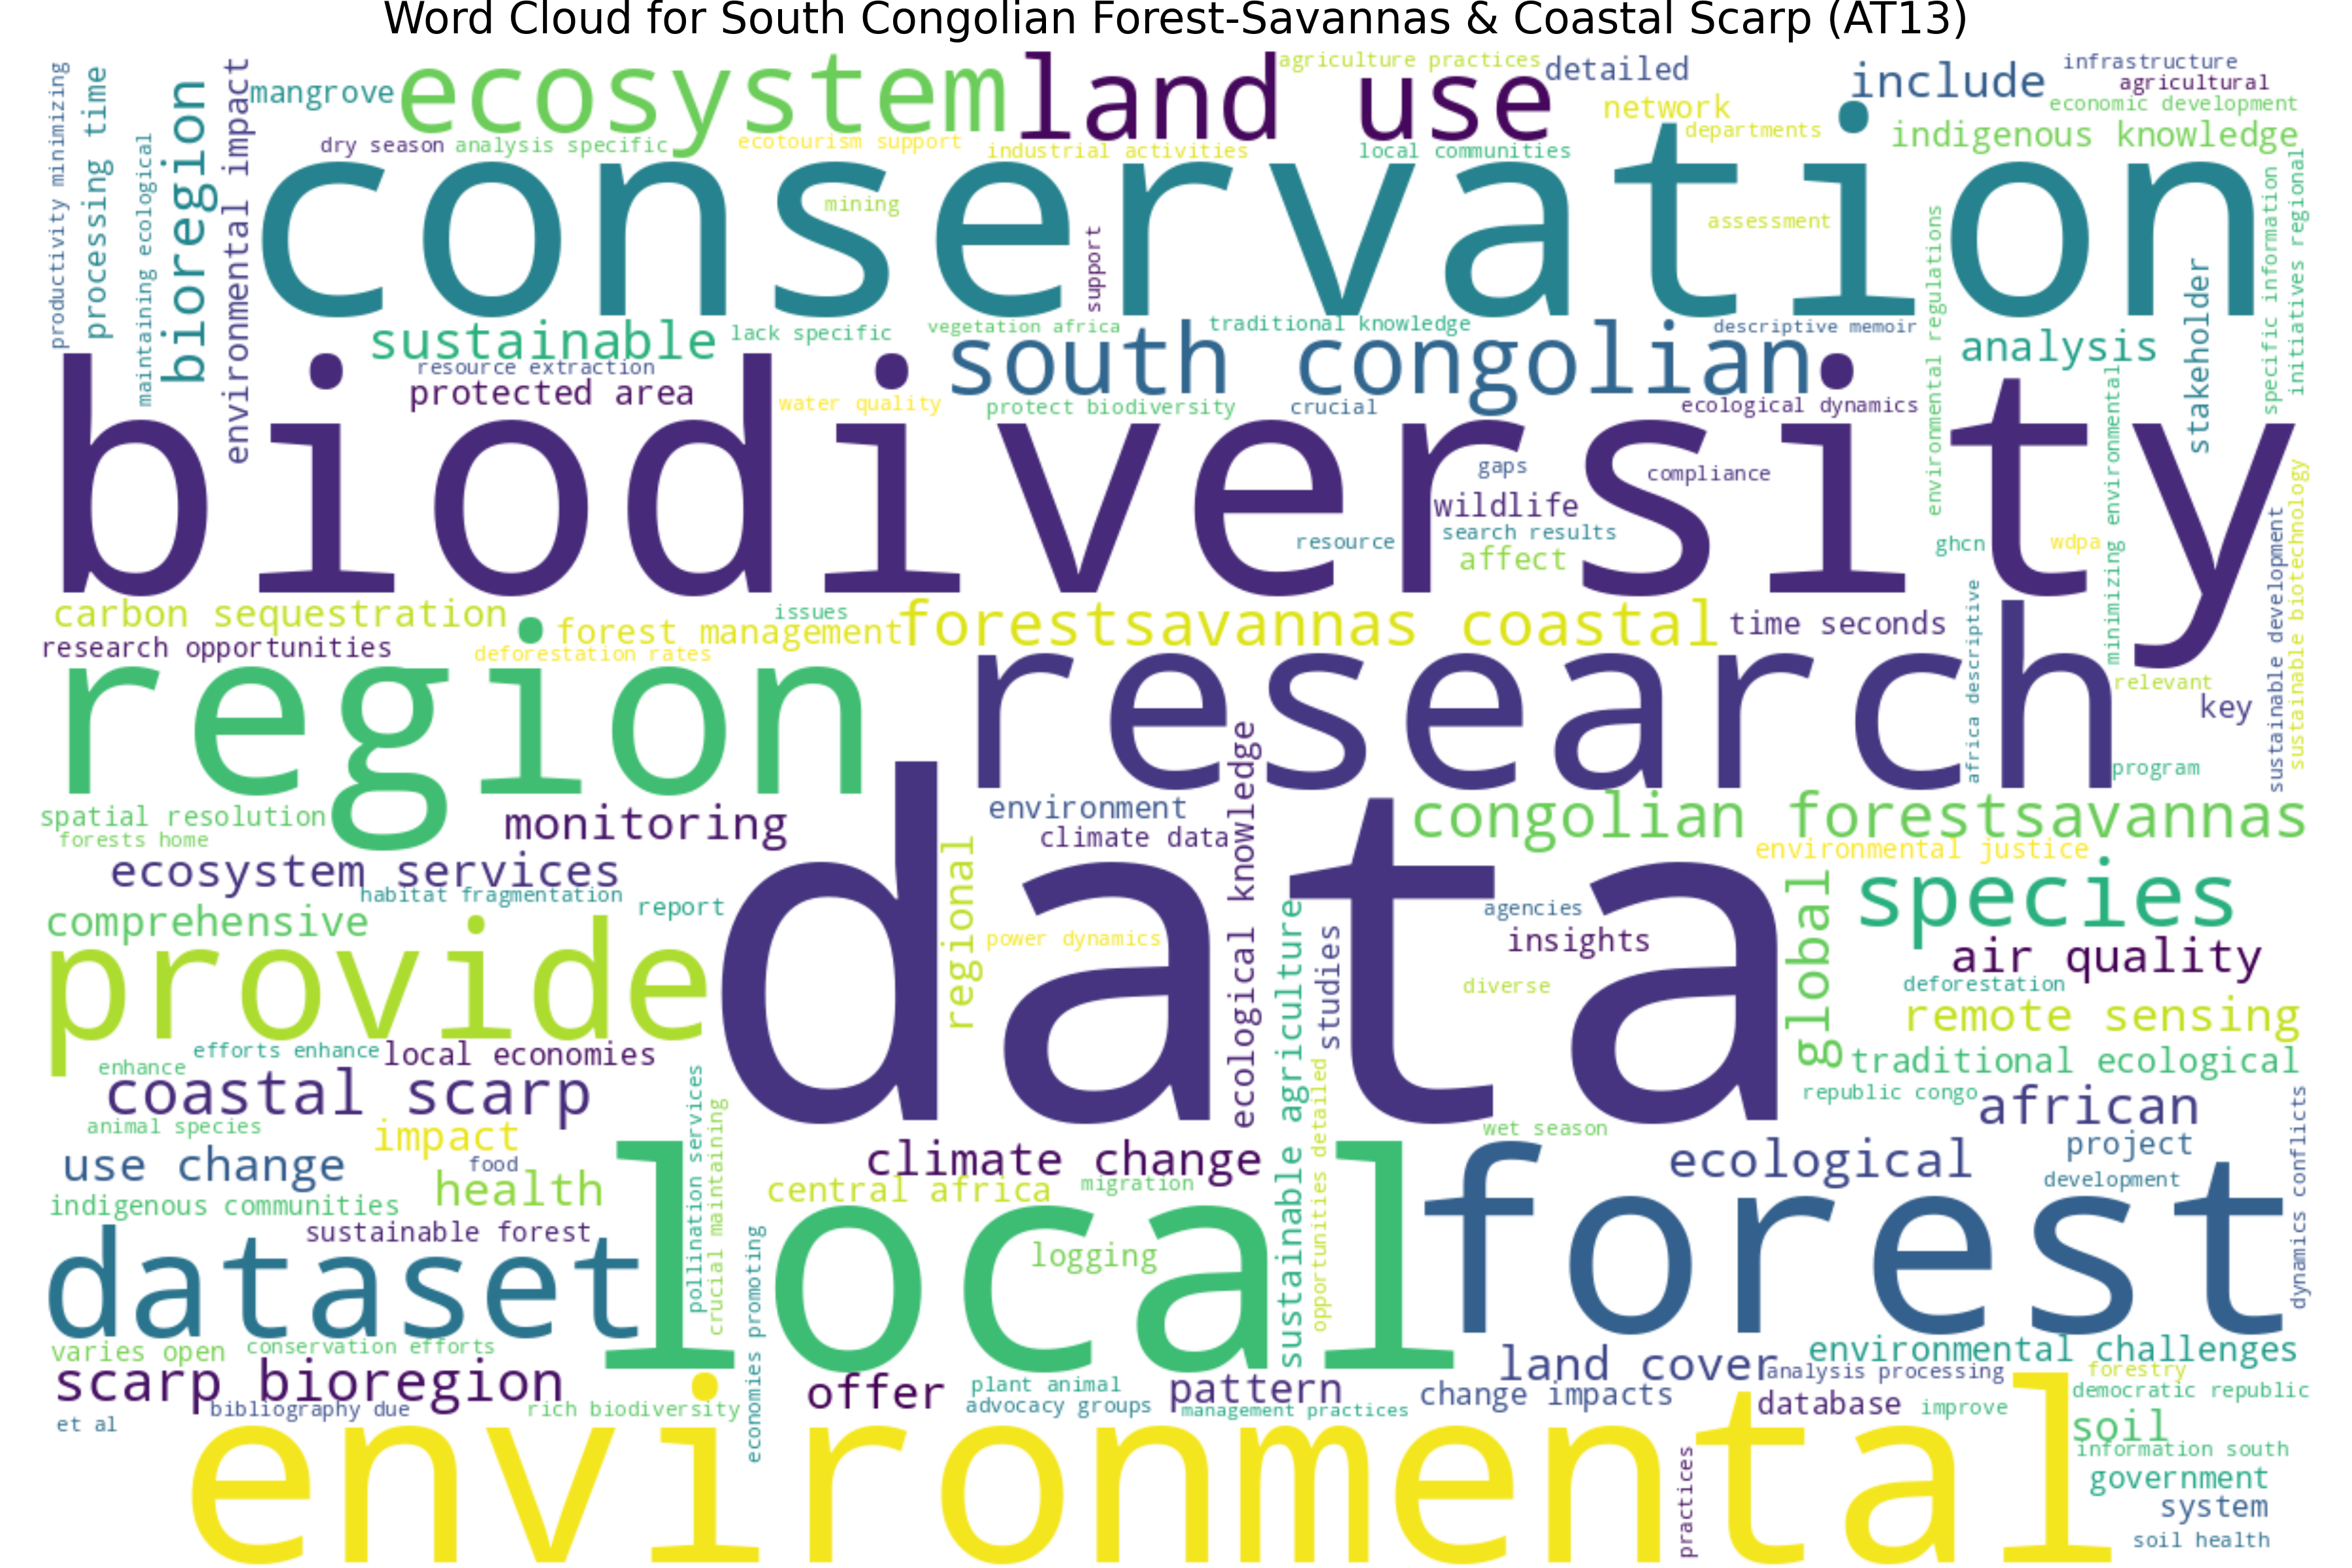 Word Cloud for South Congolian Forest-Savannas & Coastal Scarp (AT13)
productivity minimizing
processing time
maintaining ecological
bioregion
environmental impact
mangrove
ecosystem
land use
agriculture practices
detailed
network
departments
include
infrastructure
agricultural
economic development
indigenous knowledge
dry season
analysis specific
ecotourism support
industrial activities
local communities
conservation
mining
support
assessment
environmental regulations
stakeholder
specific information
initiatives regional
sustainable
lack specific
vegetation africa
traditional knowledge
descriptive memoir
south congolian
analysis
resource extraction
protected area
water quality
protect biodiversity
crucial
ecological dynamics
biodiversity
gaps
compliance
wildlife
search results
resource
affect
ghcn
wdpa
minimizing environmental
sustainable development
sustainable biotechnology
carbon sequestration
issues
forest management
forestsavannas coastal
time seconds
research opportunities
deforestation rates
region
research
africa descriptive
relevant
key
program
spatial resolution
forests home
monitoring
environment
climate data
ecological knowledge
congolian forestsavannas
environmental justice
ecosystem services
habitat fragmentation
report
comprehensive
provide
data
regional
power dynamics
sustainable agriculture
studies
agencies
insights
diverse
global
species
air quality
deforestation
remote sensing
traditional ecological
efforts enhance
local economies
enhance
coastal scarp
republic congo
african
animal species
impact
pollination services
crucial maintaining
opportunities detailed
wet season
use change
food
health
climate change
central africa
migration
ecological
project
development
dynamics conflicts
indigenous communities
sustainable forest
dataset
local
logging
forest
economies promoting
varies open
conservation efforts
scarp bioregion
bibliography due
rich biodiversity
et al
offer
plant animal
advocacy groups
pattern
management practices
land cover
change impacts
environmental challenges
analysis processing
forestry
database
improve
democratic republic
soil
information south
environmental
practices
government
system
soil health